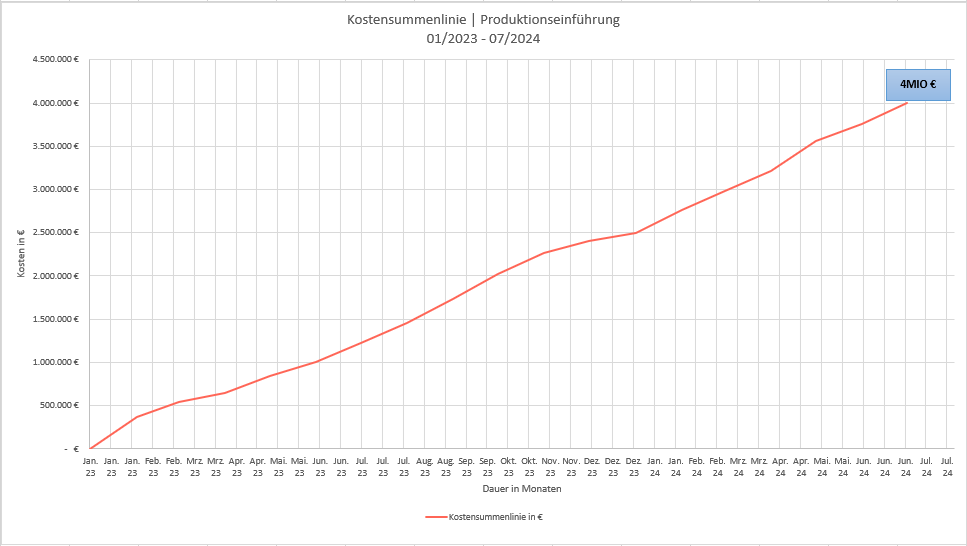 Kostensummenlinie | Produktionseinführung
01/2023 - 07/2024
4.500.000 €
4MIO €
4.000.000 €
3.500.000 €
3.000.000 €
2.500.000 €
2.000.000 €
1.500.000 €
1.000.000 €
500.000 €
- €
Kosten in €
Jan. Jan. Jan. Feb. Feb. Mrz. Mrz. Apr. Apr. Mai. Mai. Jun. Jun. Jul. Jul. Jul. Aug. Aug. Sep. Sep. Okt. Okt. Nov. Nov. Dez. Dez. Dez. Jan. Jan. Feb. Feb. Mrz. Mrz. Apr. Apr. Mai. Mai. Jun. Jun. Jun. Jul. Jul.
23 23 23 23 23 23 23 23 23 23 23 23 23 23 23 23 23 23 23 23 23 23 23 23 23 23 23 24 24 24 24 24 24 24 24 24 24 24 24 24 24 24
Dauer in Monaten
Kostensummenlinie in €